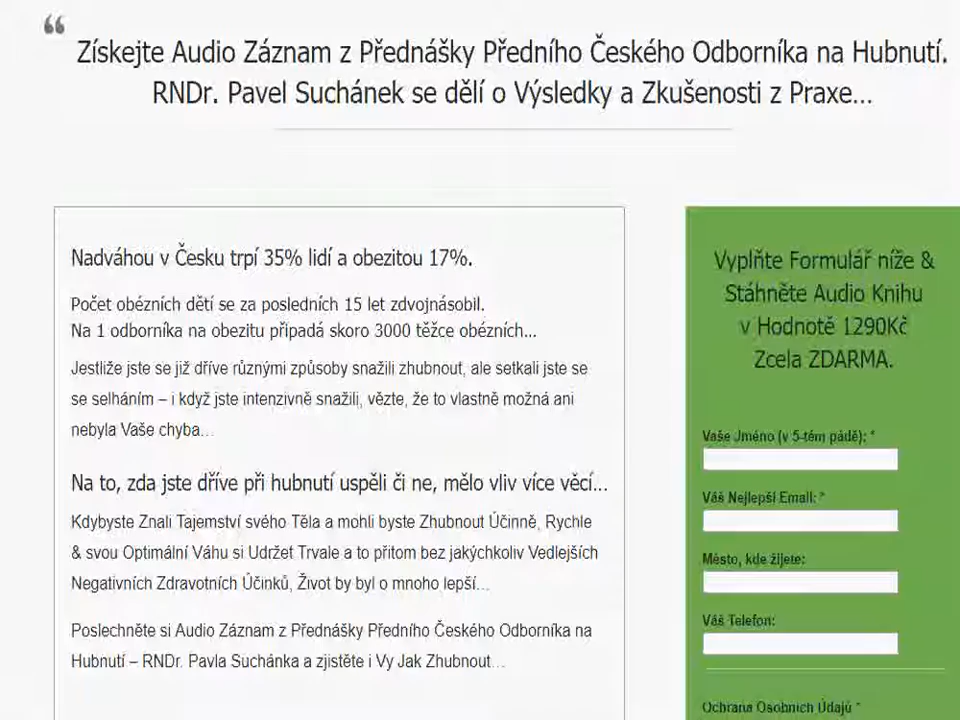 “
Získejte Audio Záznam z Přednášky Předního Českého Odborníka na Hubnutí.
RNDr. Pavel Suchánek se dělí o Výsledky a Zkušenosti z Praxe...
Nadváhou v Česku trpí 35% lidí a obezitou 17%.
Počet obézních dětí se za posledních 15 let zdvojnásobil.
Na 1 odborníka na obezitu připadá skoro 3000 těžce obézních...
Jestliže jste se již dříve různými způsoby snažili zhubnout, ale setkali jste se
se selháním – i když jste intenzivně snažili, vězte, že to vlastně možná ani
nebyla Vaše chyba...
Na to, zda jste dříve při hubnutí uspěli či ne, mělo vliv více věcí...
Kdybyste Znali Tajemství svého Těla a mohli byste Zhubnout Účinně, Rychle
& svou Optimální Váhu si Udržet Trvale a to přitom bez jakýchkoliv Vedlejších
Negativních Zdravotních Účinků, Život by byl o mnoho lepší...
Poslechněte si Audio Záznam z Přednášky Předního Českého Odborníka na
Hubnutí – RNDr. Pavla Suchánka a zjistěte i Vy Jak Zhubnout...
Vyplňte Formulář níže &
Stáhněte Audio Knihu
v Hodnotě 1290Kč
Zcela ZDARMA.
Vaše Jméno (v 5-tém pádě): *
Váš Nejlepší Email: *
Město, kde žijete:
Váš Telefon:
Ochrana Osobních Údajů *